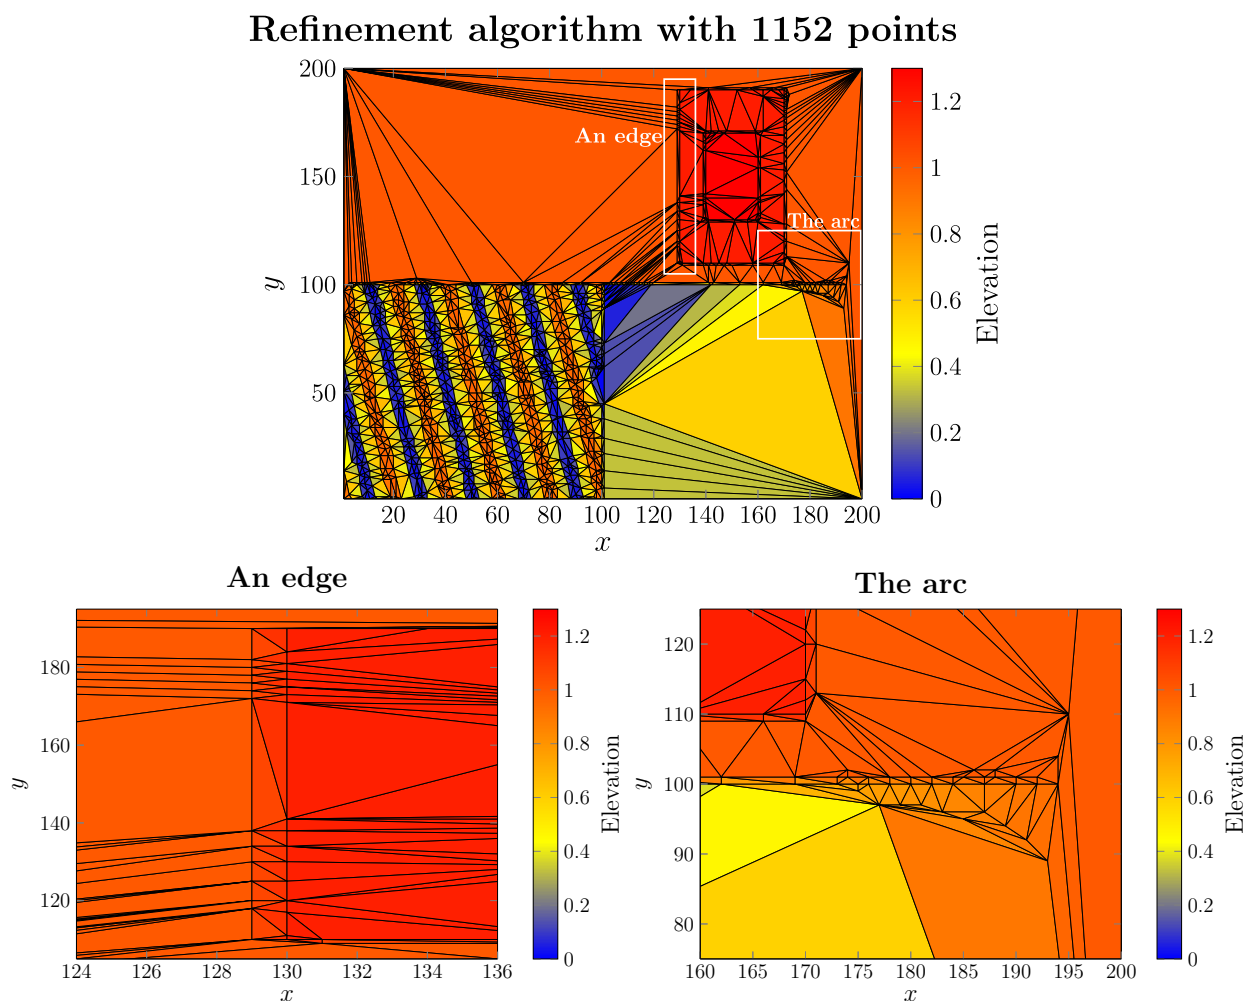 Refinement algorithm with 1152 points
200
150
100
50
y
20 40 60 80 100 120 140 160 180 200
x
An edge
The arc
1.2
1
0.8
0.6
0.4
0.2
0
Elevation
An edge
180
160
140
120
y
124 126 128 130 132 134 136
x
1.2
1
0.8
0.6
0.4
0.2
0
Elevation
The arc
120
110
100
90
80
y
160 165 170 175 180 185 190 195 200
x
1.2
1
0.8
0.6
0.4
0.2
0
Elevation